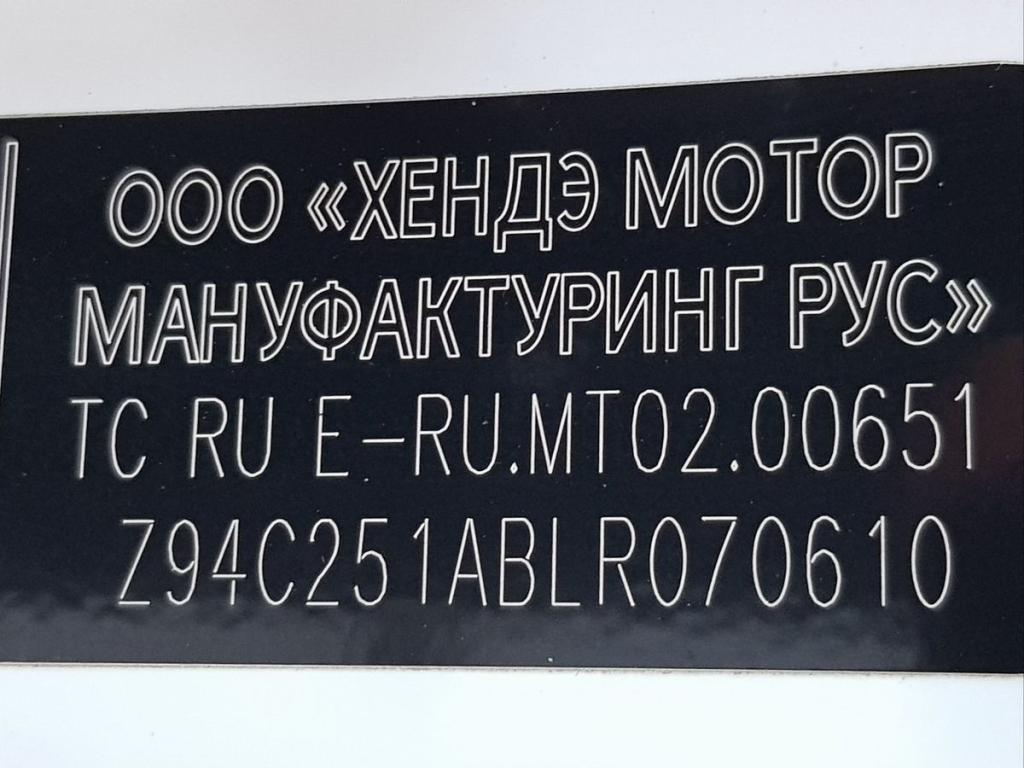 ООО «ХЕНДЭ МОТОР
МАНУФАКТУРИНГ РУС»
TC RU E-RU.MT02.00651
Z94C251ABLR070610